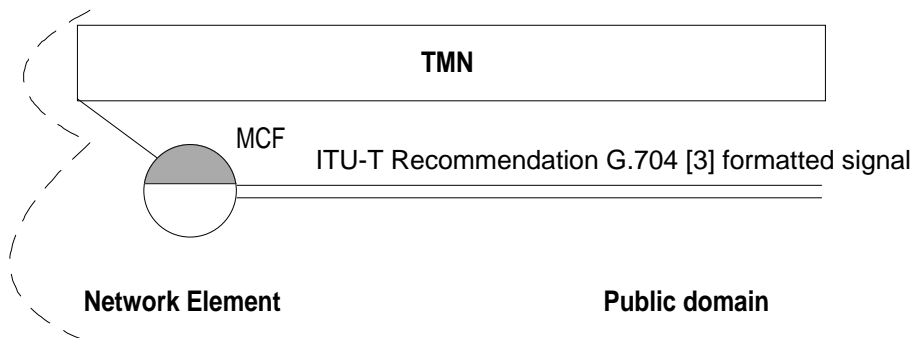 TMN
MCF
ITU-T Recommendation G.704 [3] formatted signal
Network Element
Public domain